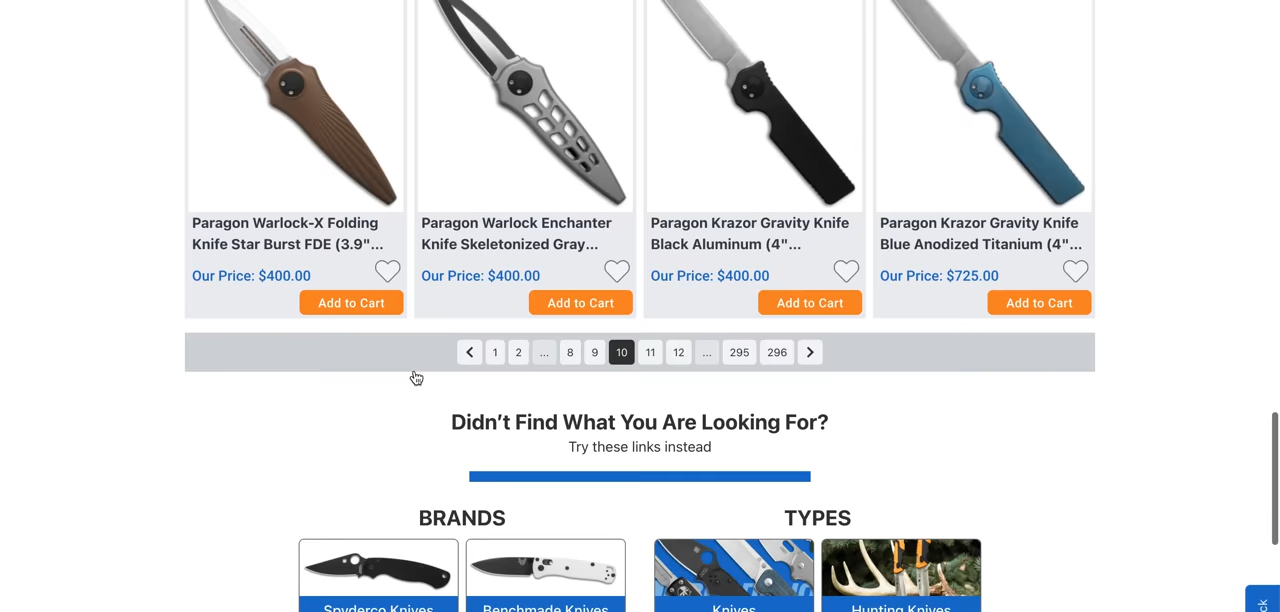 Paragon Warlock-X Folding
Knife Star Burst FDE (3.9"...
Our Price: $400.00
Add to Cart
Paragon Warlock Enchanter
Knife Skeletonized Gray...
Our Price: $400.00
Add to Cart
Paragon Krazor Gravity Knife
Black Aluminum (4"...
Our Price: $400.00
Add to Cart
Paragon Krazor Gravity Knife
Blue Anodized Titanium (4"...
Our Price: $725.00
Add to Cart
1 2 ... 8 9 10 11 12 ... 295 296
Didn't Find What You Are Looking For?
Try these links instead
BRANDS
TYPES
Spyderco Knives
Benchmade Knives
Knives
Hunting Knives